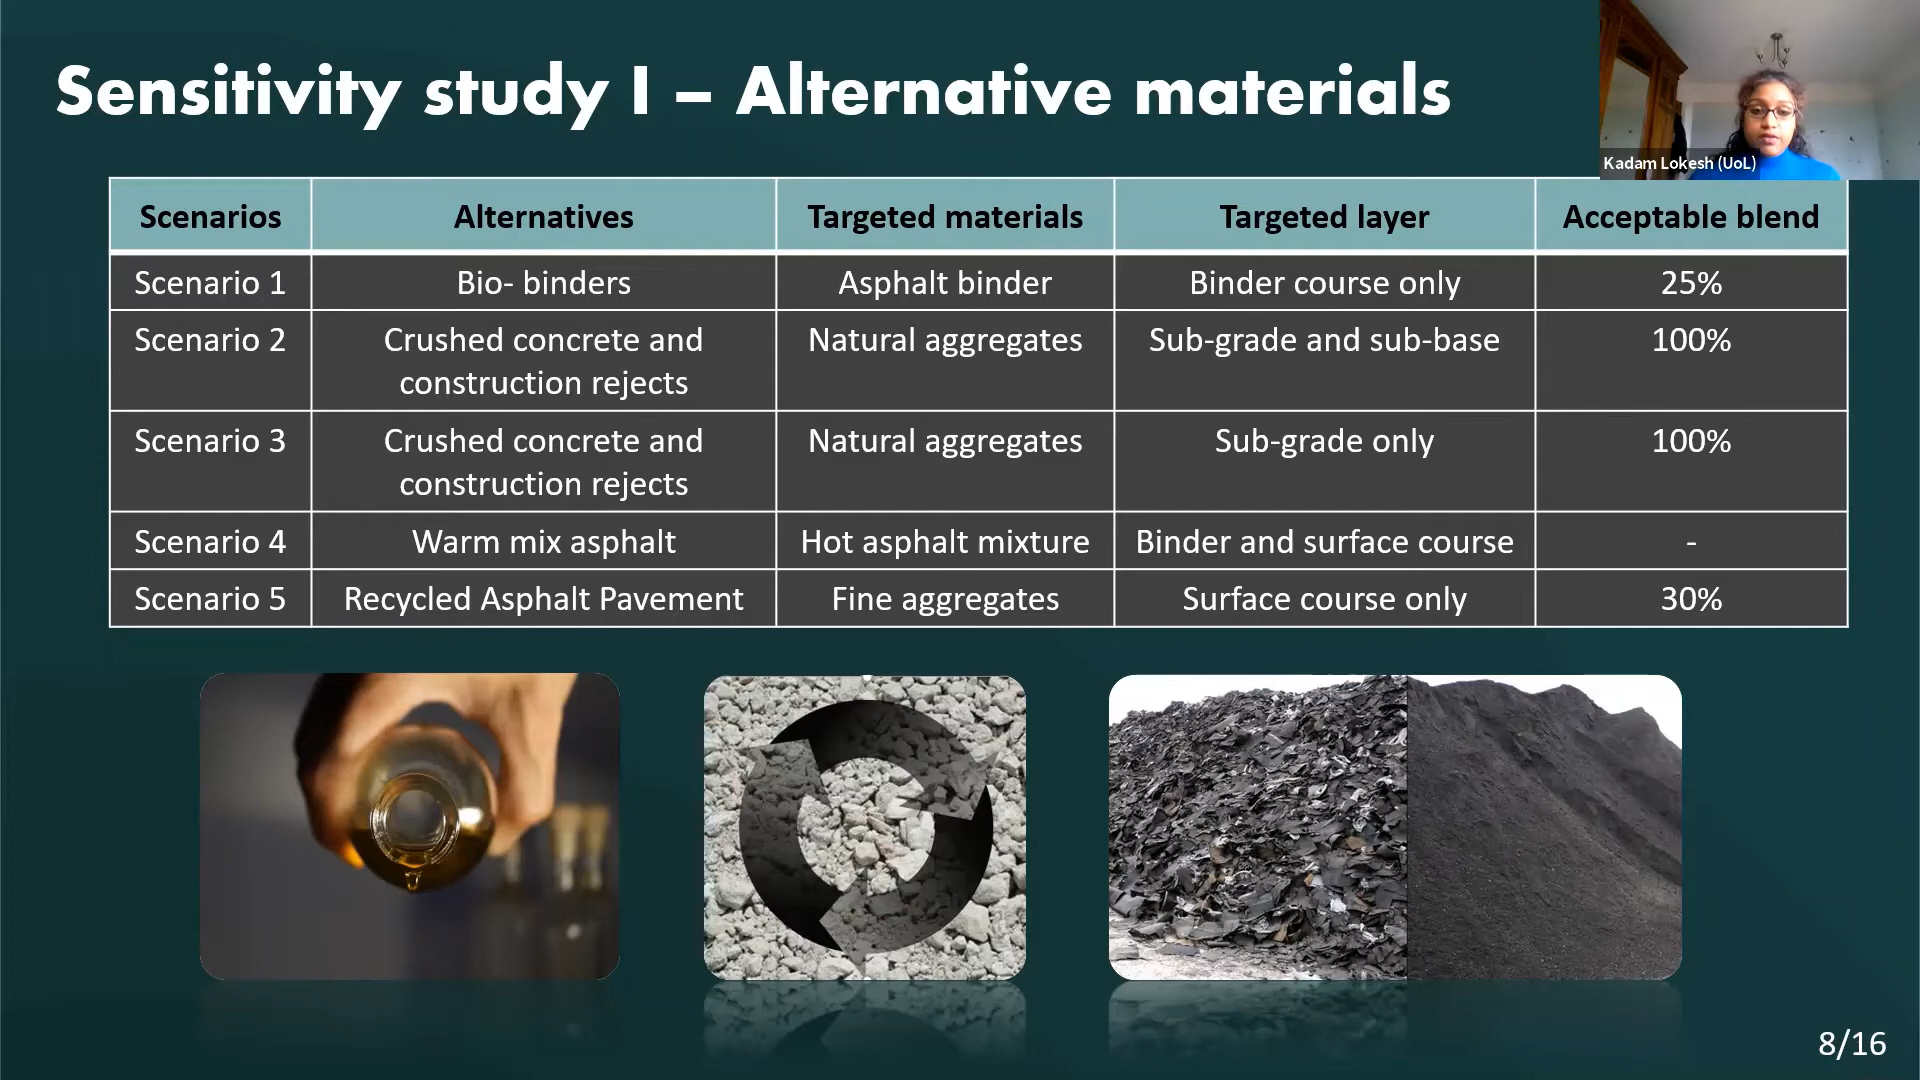 Sensitivity study I – Alternative materials
Kadam Lokesh (UoL)
Scenarios Alternatives Targeted materials Targeted layer Acceptable blend
Scenario 1 Bio- binders Asphalt binder Binder course only 25%
Scenario 2 Crushed concrete and Natural aggregates Sub-grade and sub-base 100%
construction rejects
Scenario 3 Crushed concrete and Natural aggregates Sub-grade only 100%
construction rejects
Scenario 4 Warm mix asphalt Hot asphalt mixture Binder and surface course -
Scenario 5 Recycled Asphalt Pavement Fine aggregates Surface course only 30%
8/16